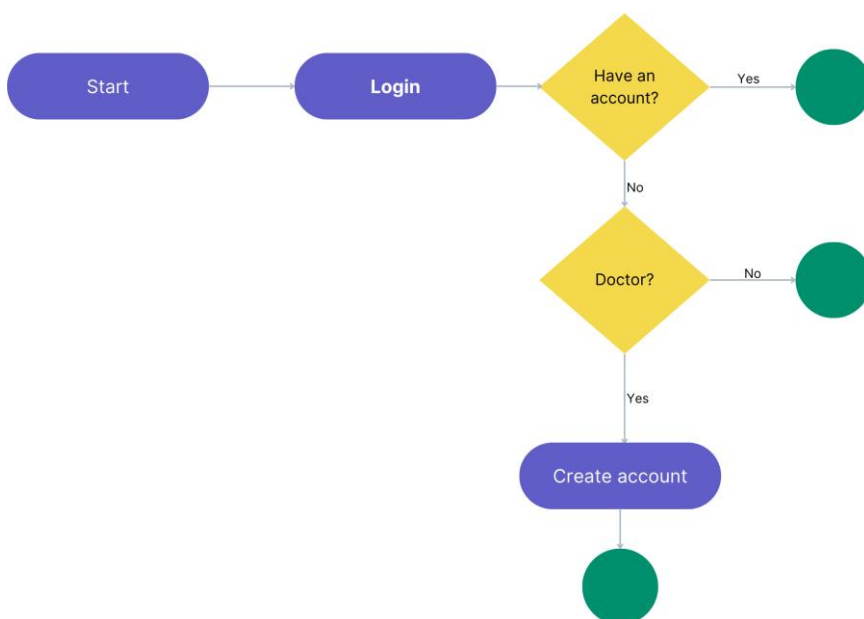 Start
Login
Have an
account?
Yes
No
Doctor?
No
Yes
Create account